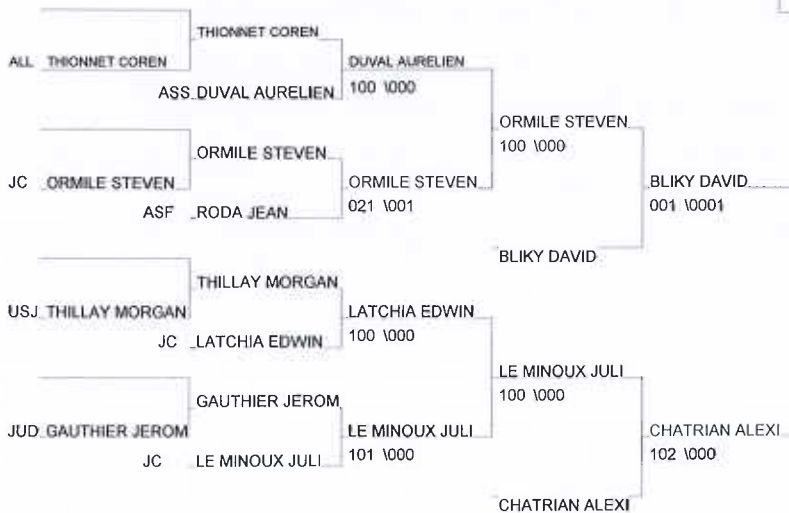 THIONNET COREN
ALL THIONNET COREN
DUVAL AURELIEN
ASS DUVAL AURELIEN
100 \000
ORMILE STEVEN
100 \000
ORMILE STEVEN
JC ORMILE STEVEN
ORMILE STEVEN
021 \001
BLIKY DAVID
001 \0001
ASF RODA JEAN
BLIKY DAVID
THILLAY MORGAN
USJ THILLAY MORGAN
LATCHIA EDWIN
100 \000
JC LATCHIA EDWIN
LE MINOUX JULI
100 \000
GAUTHIER JEROM
JUD GAUTHIER JEROM
LE MINOUX JULI
101 \000
CHATRIAN ALEXI
102 \000
JC LE MINOUX JULI
CHATRIAN ALEXI